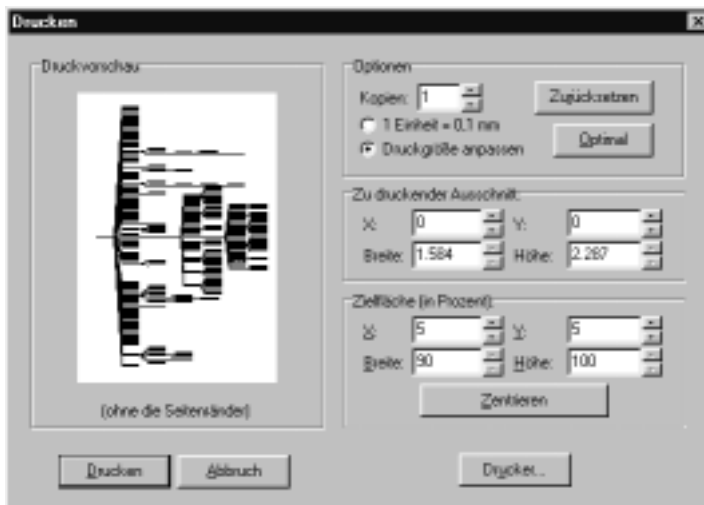 Drucken
Druckvorschau
(ohne die Seitenränder)
Drucken
Abbruch
Optionen
Kopien: 1
Zurücksetzen
1 Einheit = 0,1 mm
Druckgröße anpassen
Optimal
Zu druckender Ausschnitt:
X: 0 Y: 0
Breite: 1.584 Höhe: 2.287
Zielfläche (in Prozent):
X: 5 Y: 5
Breite: 90 Höhe: 100
Zentrieren
Drucker...